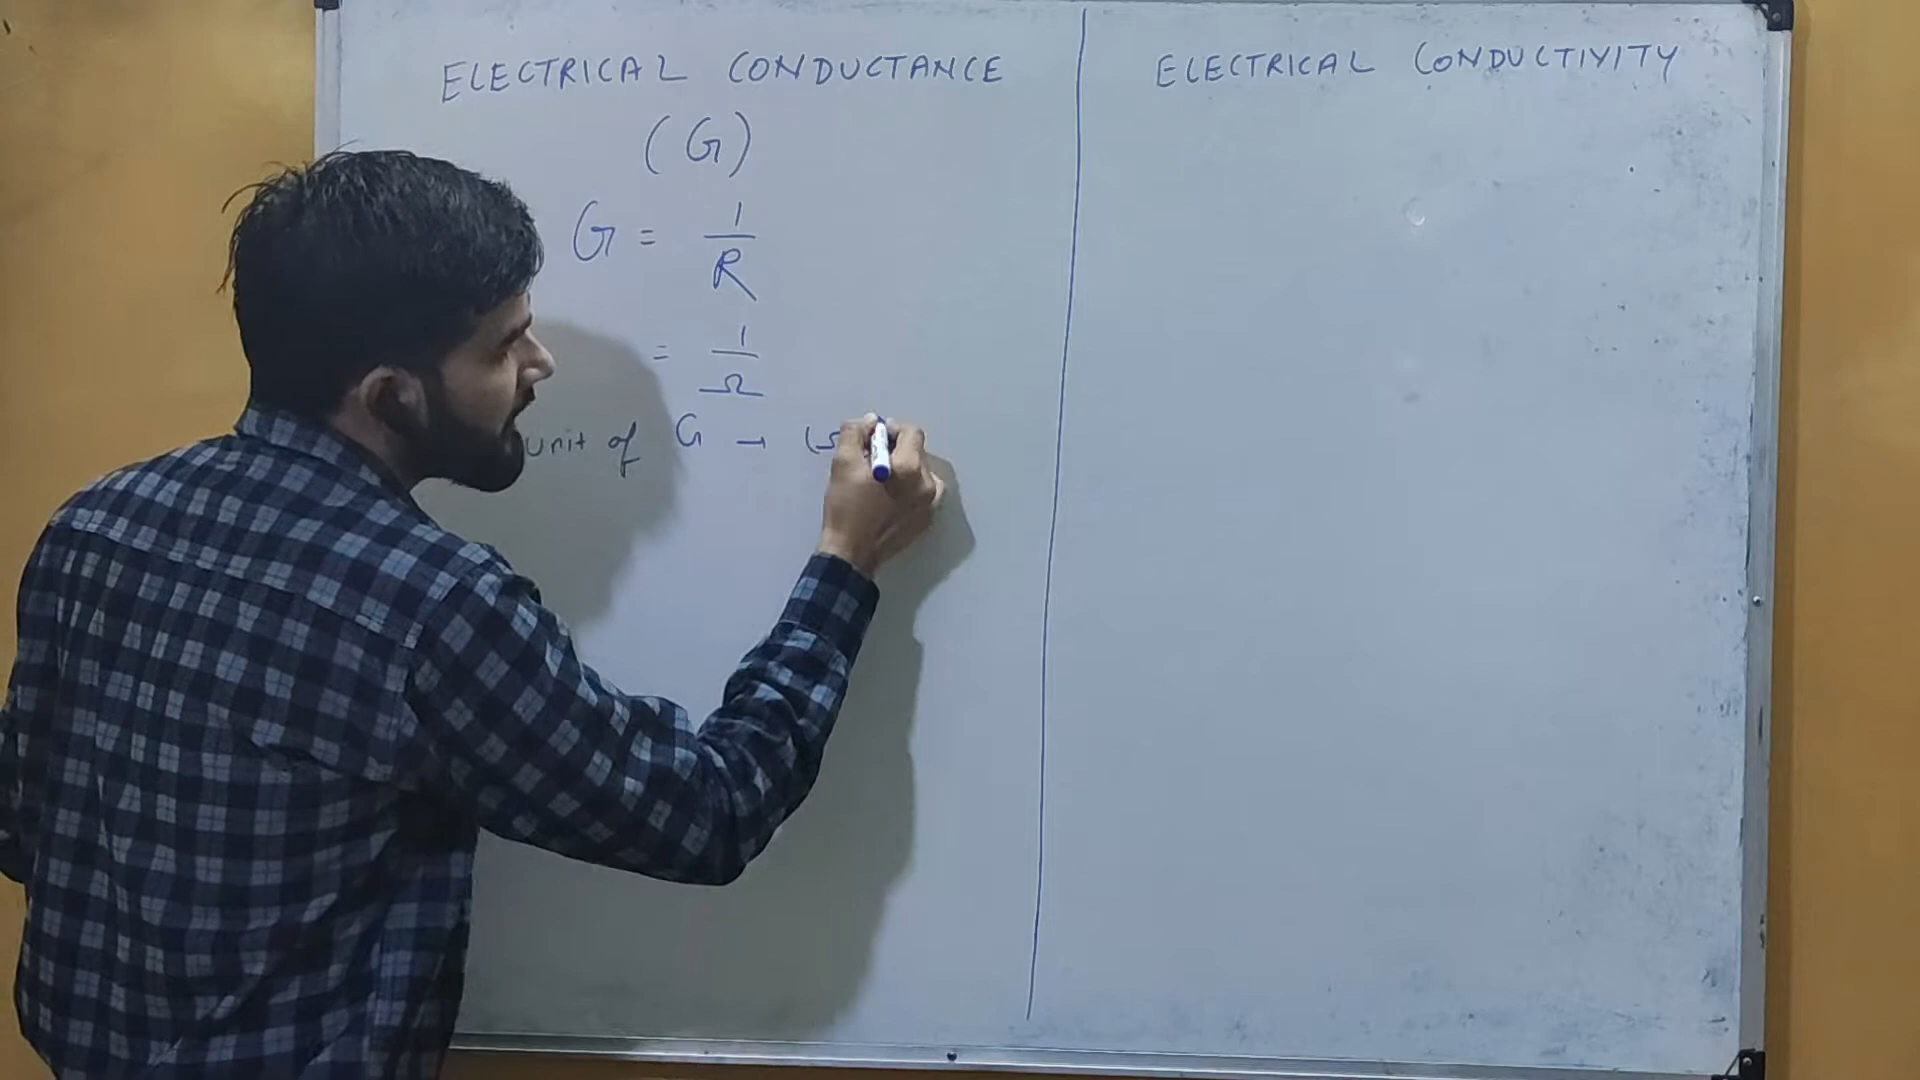 ELECTRICAL CONDUCTANCE
(G)
G = 1/R
= 1/Ω
unit of G →
ELECTRICAL CONDUCTIVITY